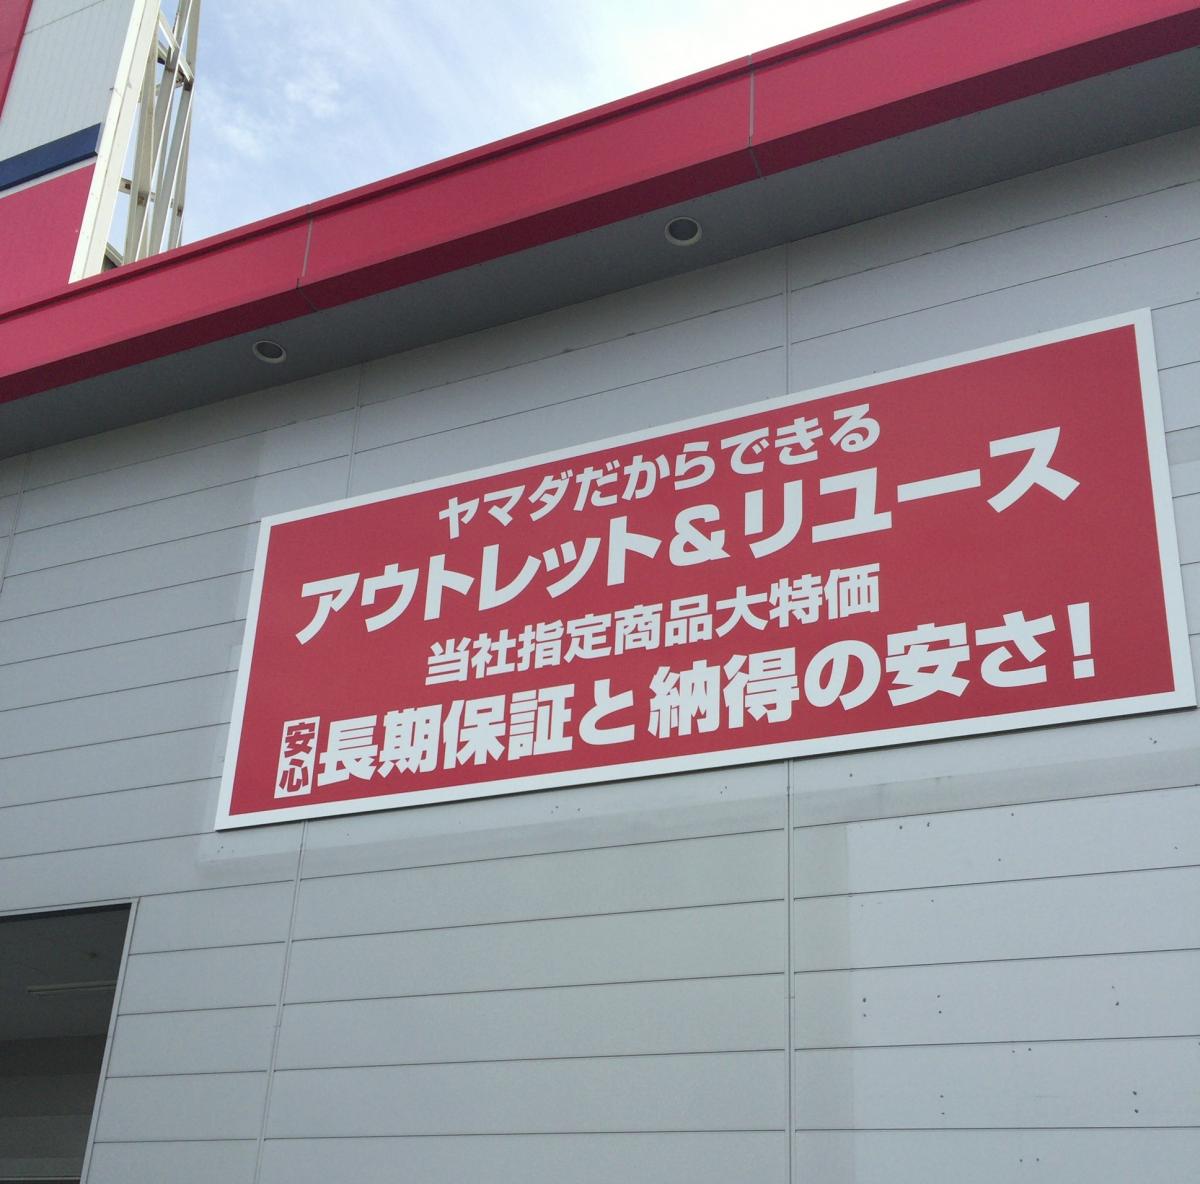 ヤマダだからできる
アウトレット&リユース
当社指定商品大特価
安心長期保証と納得の安さ!